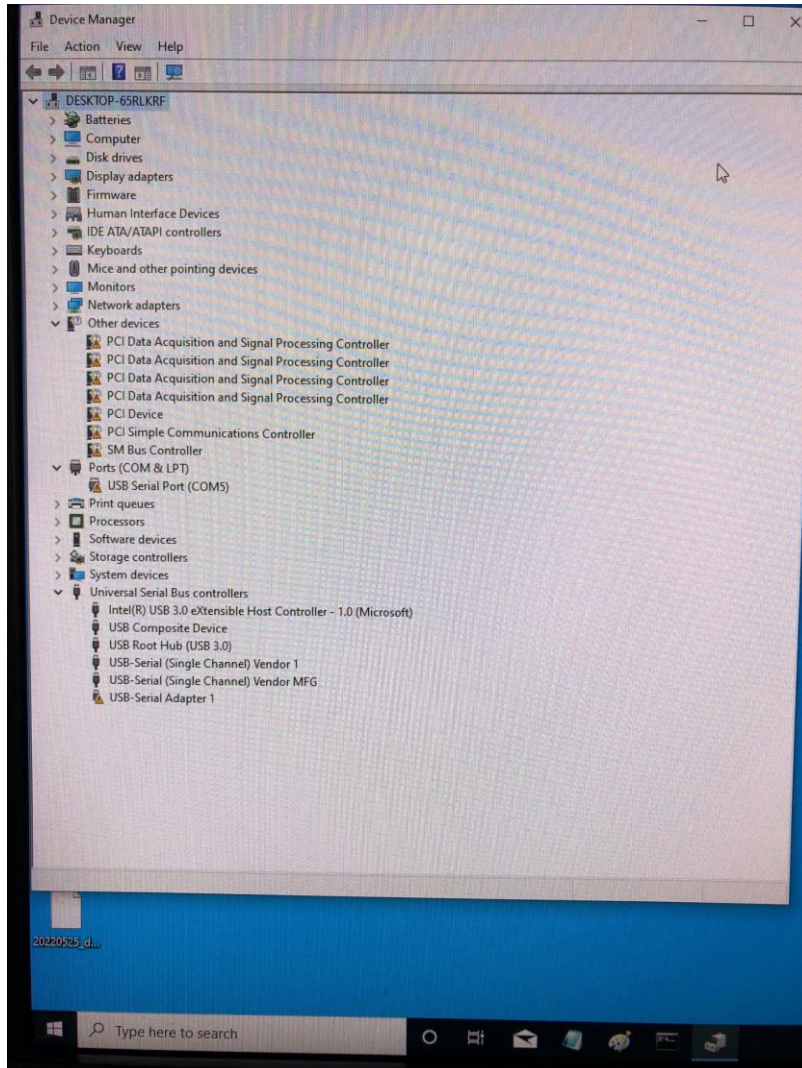 Device Manager
File Action View Help
DESKTOP-65RLKRF
Batteries
Computer
Disk drives
Display adapters
Firmware
Human Interface Devices
IDE ATA/ATAPI controllers
Keyboards
Mice and other pointing devices
Monitors
Network adapters
Other devices
PCI Data Acquisition and Signal Processing Controller
PCI Data Acquisition and Signal Processing Controller
PCI Data Acquisition and Signal Processing Controller
PCI Data Acquisition and Signal Processing Controller
PCI Device
PCI Simple Communications Controller
SM Bus Controller
Ports (COM & LPT)
USB Serial Port (COM5)
Print queues
Processors
Software devices
Storage controllers
System devices
Universal Serial Bus controllers
Intel(R) USB 3.0 eXtensible Host Controller - 1.0 (Microsoft)
USB Composite Device
USB Root Hub (USB 3.0)
USB-Serial (Single Channel) Vendor 1
USB-Serial (Single Channel) Vendor MFG
USB-Serial Adapter 1
20220525_d...
Type here to search